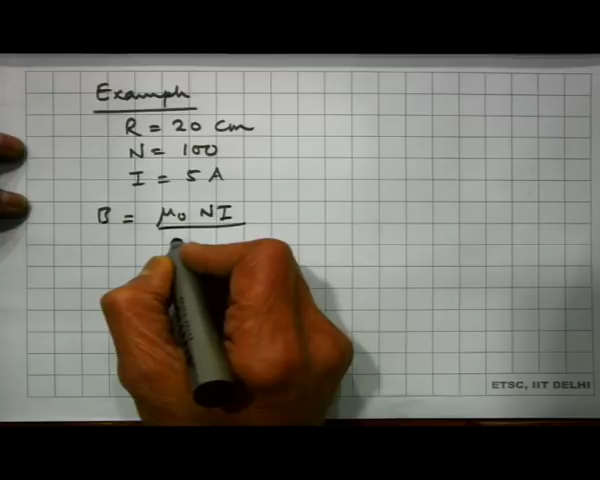 Example
R = 20 cm
N = 100
I = 5 A
B = μ₀ NI
ETSC, IIT DELHI